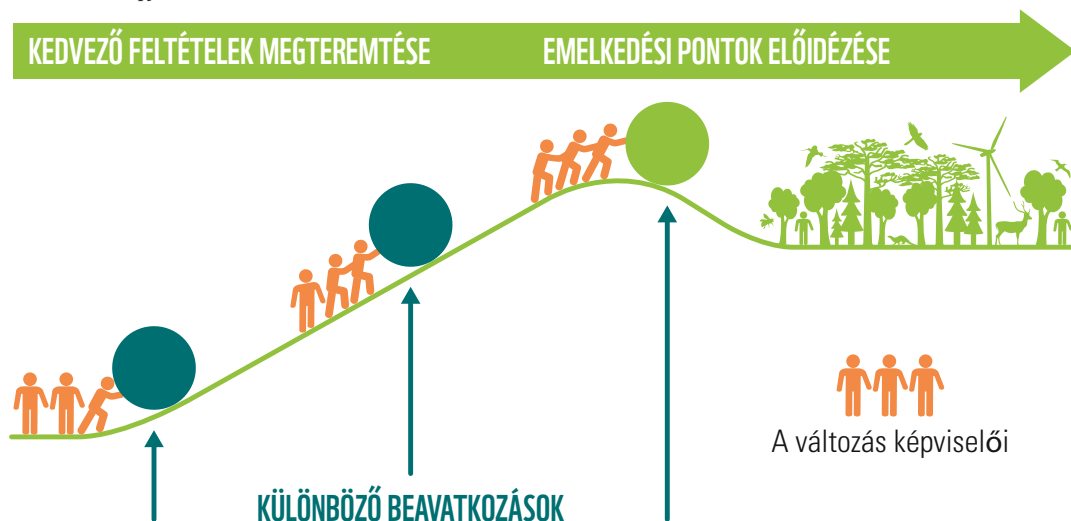 KEDVEZŐ FELTÉTELEK MEGTEREMTÉSE
EMELKEDÉSI PONTOK ELŐIDÉZÉSE
A változás képviselői
KÜLÖNBÖZŐ BEAVATKOZÁSOK